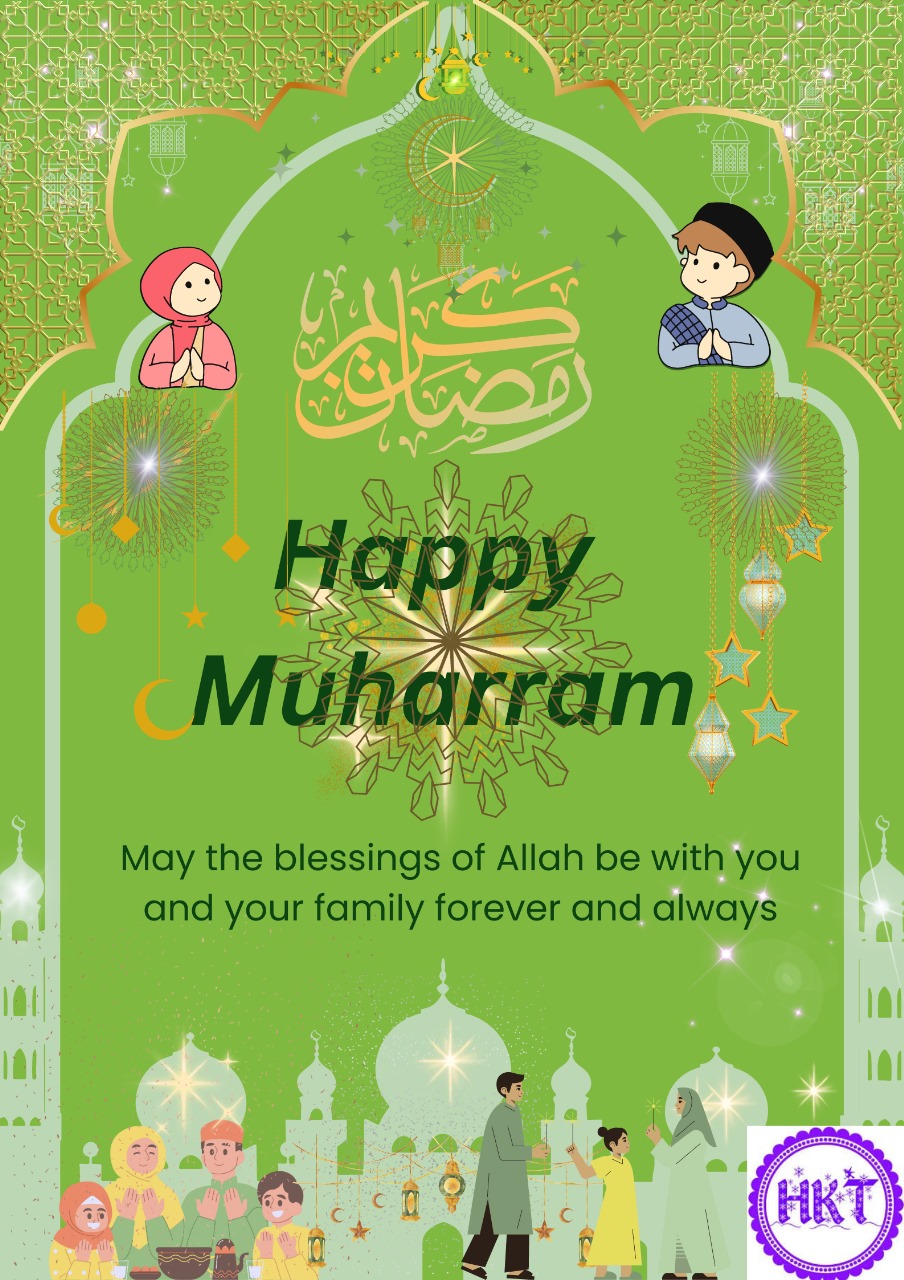 رمضان كريم
Happy
Muharram
May the blessings of Allah be with you
and your family forever and always
HKT